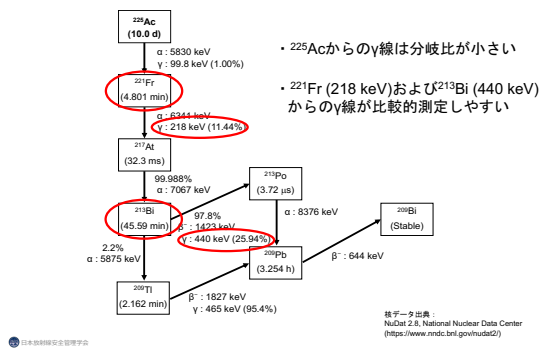 ²²⁵Ac
(10.0 d)
α : 5830 keV
γ : 99.8 keV (1.00%)
²²¹Fr
(4.801 min)
α : 6341 keV
γ : 218 keV (11.44%)
²¹⁷At
(32.3 ms)
99.988%
α : 7067 keV
²¹³Bi
(45.59 min)
97.8%
β⁻ : 1423 keV
γ : 440 keV (25.94%)
²¹³Po
(3.72 μs)
α : 8376 keV
²⁰⁹Bi
(Stable)
2.2%
α : 5875 keV
²⁰⁹Pb
(3.254 h)
β⁻ : 644 keV
²⁰⁹Tl
(2.162 min)
β⁻ : 1827 keV
γ : 465 keV (95.4%)
・²²⁵Acからのγ線は分岐比が小さい
・²²¹Fr (218 keV)および²¹³Bi (440 keV)
からのγ線が比較的測定しやすい
核データ出典：
NuDat 2.8, National Nuclear Data Center
(https://www.nndc.bnl.gov/nudat2/)
日本放射線安全管理学会